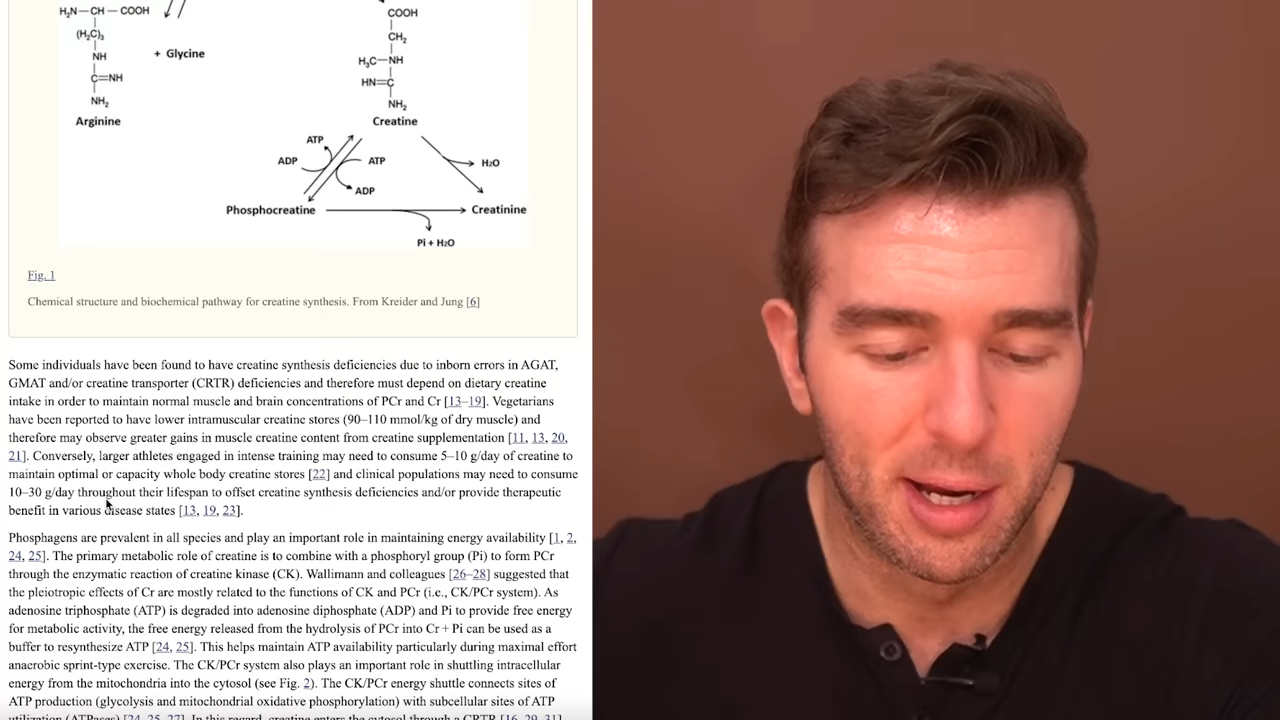 H₂N—CH—COOH
(H₂C)₃
NH
C=NH
NH₂
Arginine
+ Glycine
COOH
CH₂
H₃C—NH
HN=C
NH₂
Creatine
ATP
ADP
ATP
ADP
H₂O
Phosphocreatine
Creatinine
Pi + H₂O
Fig. 1
Chemical structure and biochemical pathway for creatine synthesis. From Kreider and Jung [6]
Some individuals have been found to have creatine synthesis deficiencies due to inborn errors in AGAT,
GMAT and/or creatine transporter (CRTR) deficiencies and therefore must depend on dietary creatine
intake in order to maintain normal muscle and brain concentrations of PCr and Cr [13–19]. Vegetarians
have been reported to have lower intramuscular creatine stores (90–110 mmol/kg of dry muscle) and
therefore may observe greater gains in muscle creatine content from creatine supplementation [11, 13, 20,
21]. Conversely, larger athletes engaged in intense training may need to consume 5–10 g/day of creatine to
maintain optimal or capacity whole body creatine stores [22] and clinical populations may need to consume
10–30 g/day throughout their lifespan to offset creatine synthesis deficiencies and/or provide therapeutic
benefit in various disease states [13, 19, 23].
Phosphagens are prevalent in all species and play an important role in maintaining energy availability [1, 2,
24, 25]. The primary metabolic role of creatine is to combine with a phosphoryl group (Pi) to form PCr
through the enzymatic reaction of creatine kinase (CK). Wallimann and colleagues [26–28] suggested that
the pleiotropic effects of Cr are mostly related to the functions of CK and PCr (i.e., CK/PCr system). As
adenosine triphosphate (ATP) is degraded into adenosine diphosphate (ADP) and Pi to provide free energy
for metabolic activity, the free energy released from the hydrolysis of PCr into Cr + Pi can be used as a
buffer to resynthesize ATP [24, 25]. This helps maintain ATP availability particularly during maximal effort
anaerobic sprint-type exercise. The CK/PCr system also plays an important role in shuttling intracellular
energy from the mitochondria into the cytosol (see Fig. 2). The CK/PCr energy shuttle connects sites of
ATP production (glycolysis and mitochondrial oxidative phosphorylation) with subcellular sites of ATP
utilization (ATPases) [24, 25, 27]. In this regard, creatine enters the cytosol through a CRTR [16, 29–31].